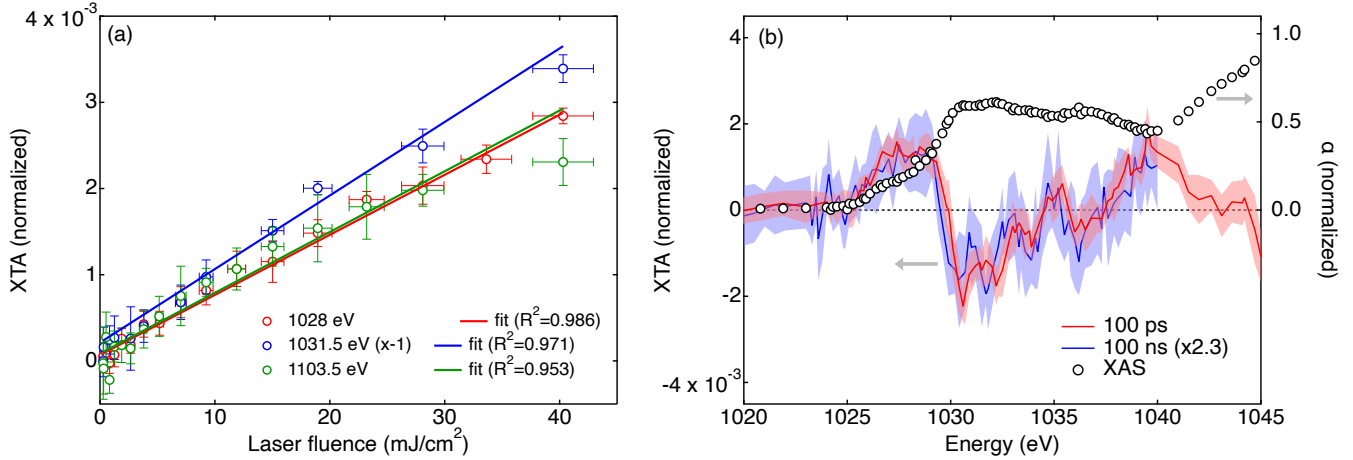 (a)
XTA (normalized)
4 x 10⁻³
3
2
1
0
0
10
20
30
40
Laser fluence (mJ/cm²)
1028 eV
1031.5 eV (x-1)
1103.5 eV
fit (R²=0.986)
fit (R²=0.971)
fit (R²=0.953)
(b)
XTA (normalized)
4
2
0
-2
-4 x 10⁻³
1020
1025
1030
1035
1040
1045
Energy (eV)
1.0
0.5
0.0
α (normalized)
100 ps
100 ns (x2.3)
XAS